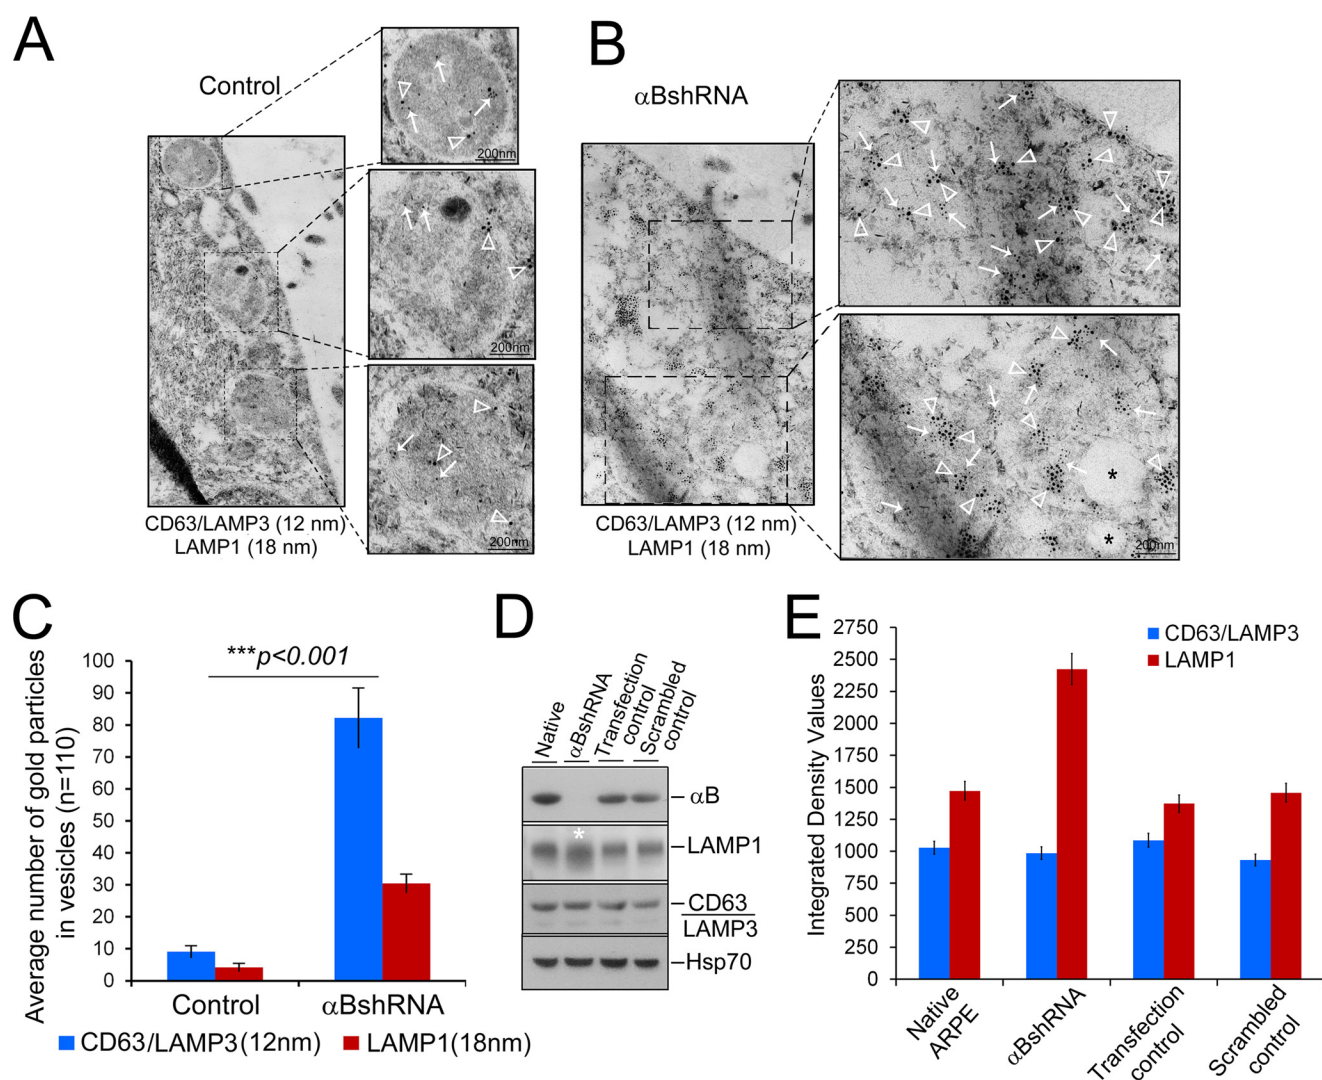 A
Control
200nm
200nm
200nm
CD63/LAMP3 (12 nm)
LAMP1 (18 nm)
B
αBshRNA
200nm
*
*
CD63/LAMP3 (12 nm)
LAMP1 (18 nm)
C
Average number of gold particles
in vesicles (n=110)
100
90
80
70
60
50
40
30
20
10
0
***p<0.001
Control
αBshRNA
CD63/LAMP3(12nm)
LAMP1(18nm)
D
Native
αBshRNA
Transfection
control
Scrambled
control
αB
*
LAMP1
CD63
LAMP3
Hsp70
E
Integrated Density Values
2750
2500
2250
2000
1750
1500
1250
1000
750
500
250
0
CD63/LAMP3
LAMP1
Native
ARPE
αBshRNA
Transfection
control
Scrambled
control